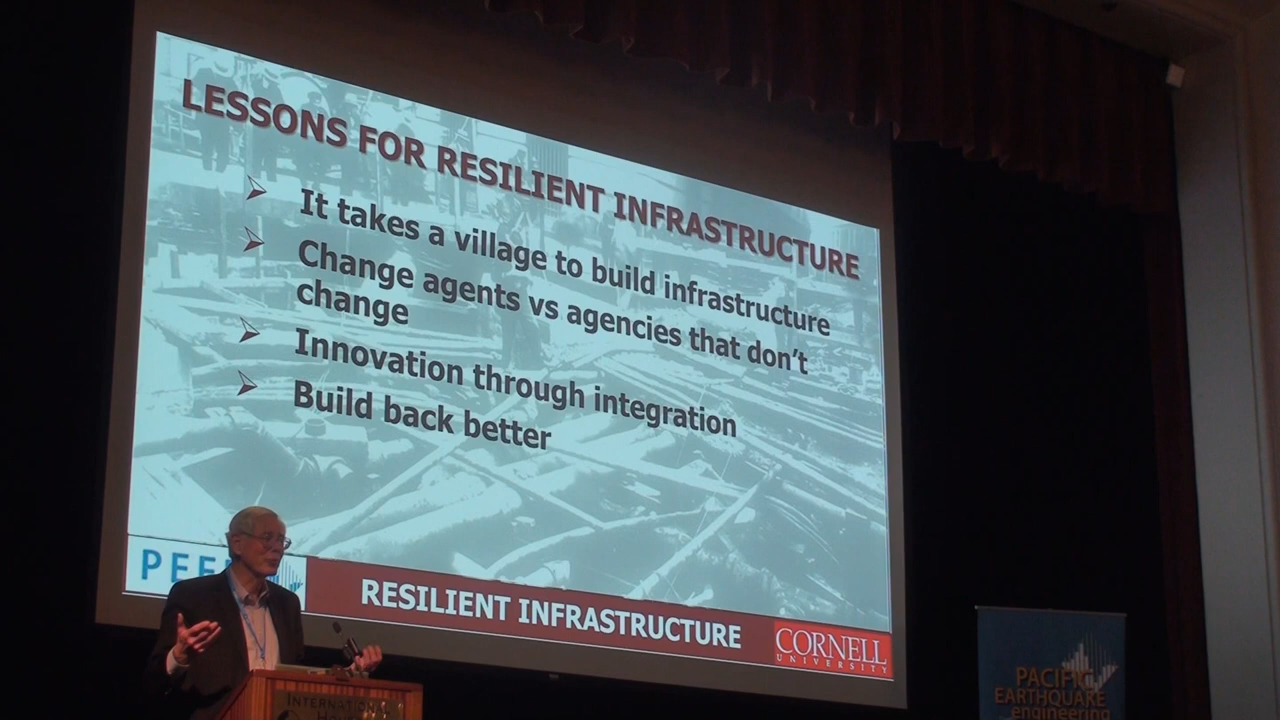 LESSONS FOR RESILIENT INFRASTRUCTURE
It takes a village to build infrastructure
Change agents vs agencies that don't
change
Innovation through integration
Build back better
RESILIENT INFRASTRUCTURE
CORNELL
UNIVERSITY
INTERNATIONAL
PACIFIC
EARTHQUAKE
engineering